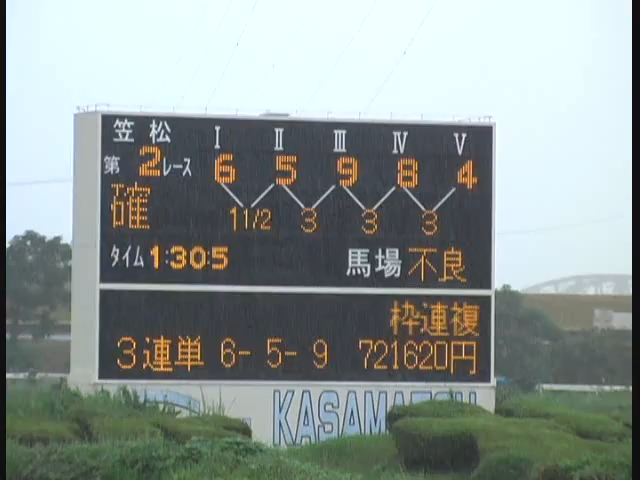 笠松 Ⅰ Ⅱ Ⅲ Ⅳ Ⅴ
第2レース 6 5 9 8 4
確 1 1/2 3 3 3
タイム 1:30:5 馬場 不良
枠連複
3連単 6-5-9 721620円
KASAMATSU